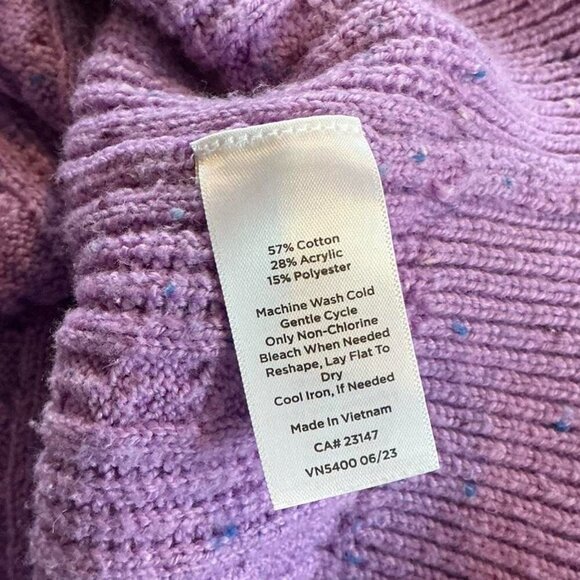 57% Cotton
28% Acrylic
15% Polyester
Machine Wash Cold
Gentle Cycle
Only Non-Chlorine
Bleach When Needed
Reshape, Lay Flat To
Dry
Cool Iron, If Needed
Made In Vietnam
CA# 23147
VN5400 06/23